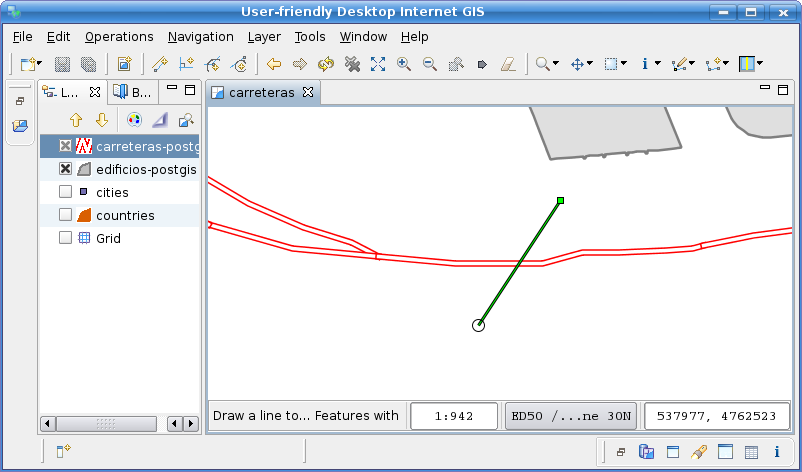 User-friendly Desktop Internet GIS
File Edit Operations Navigation Layer Tools Window Help
L... B...
carreteras
carreteras-postg
edificios-postgis
cities
countries
Grid
Draw a line to... Features with 1:942 ED50 /...ne 30N 537977, 4762523